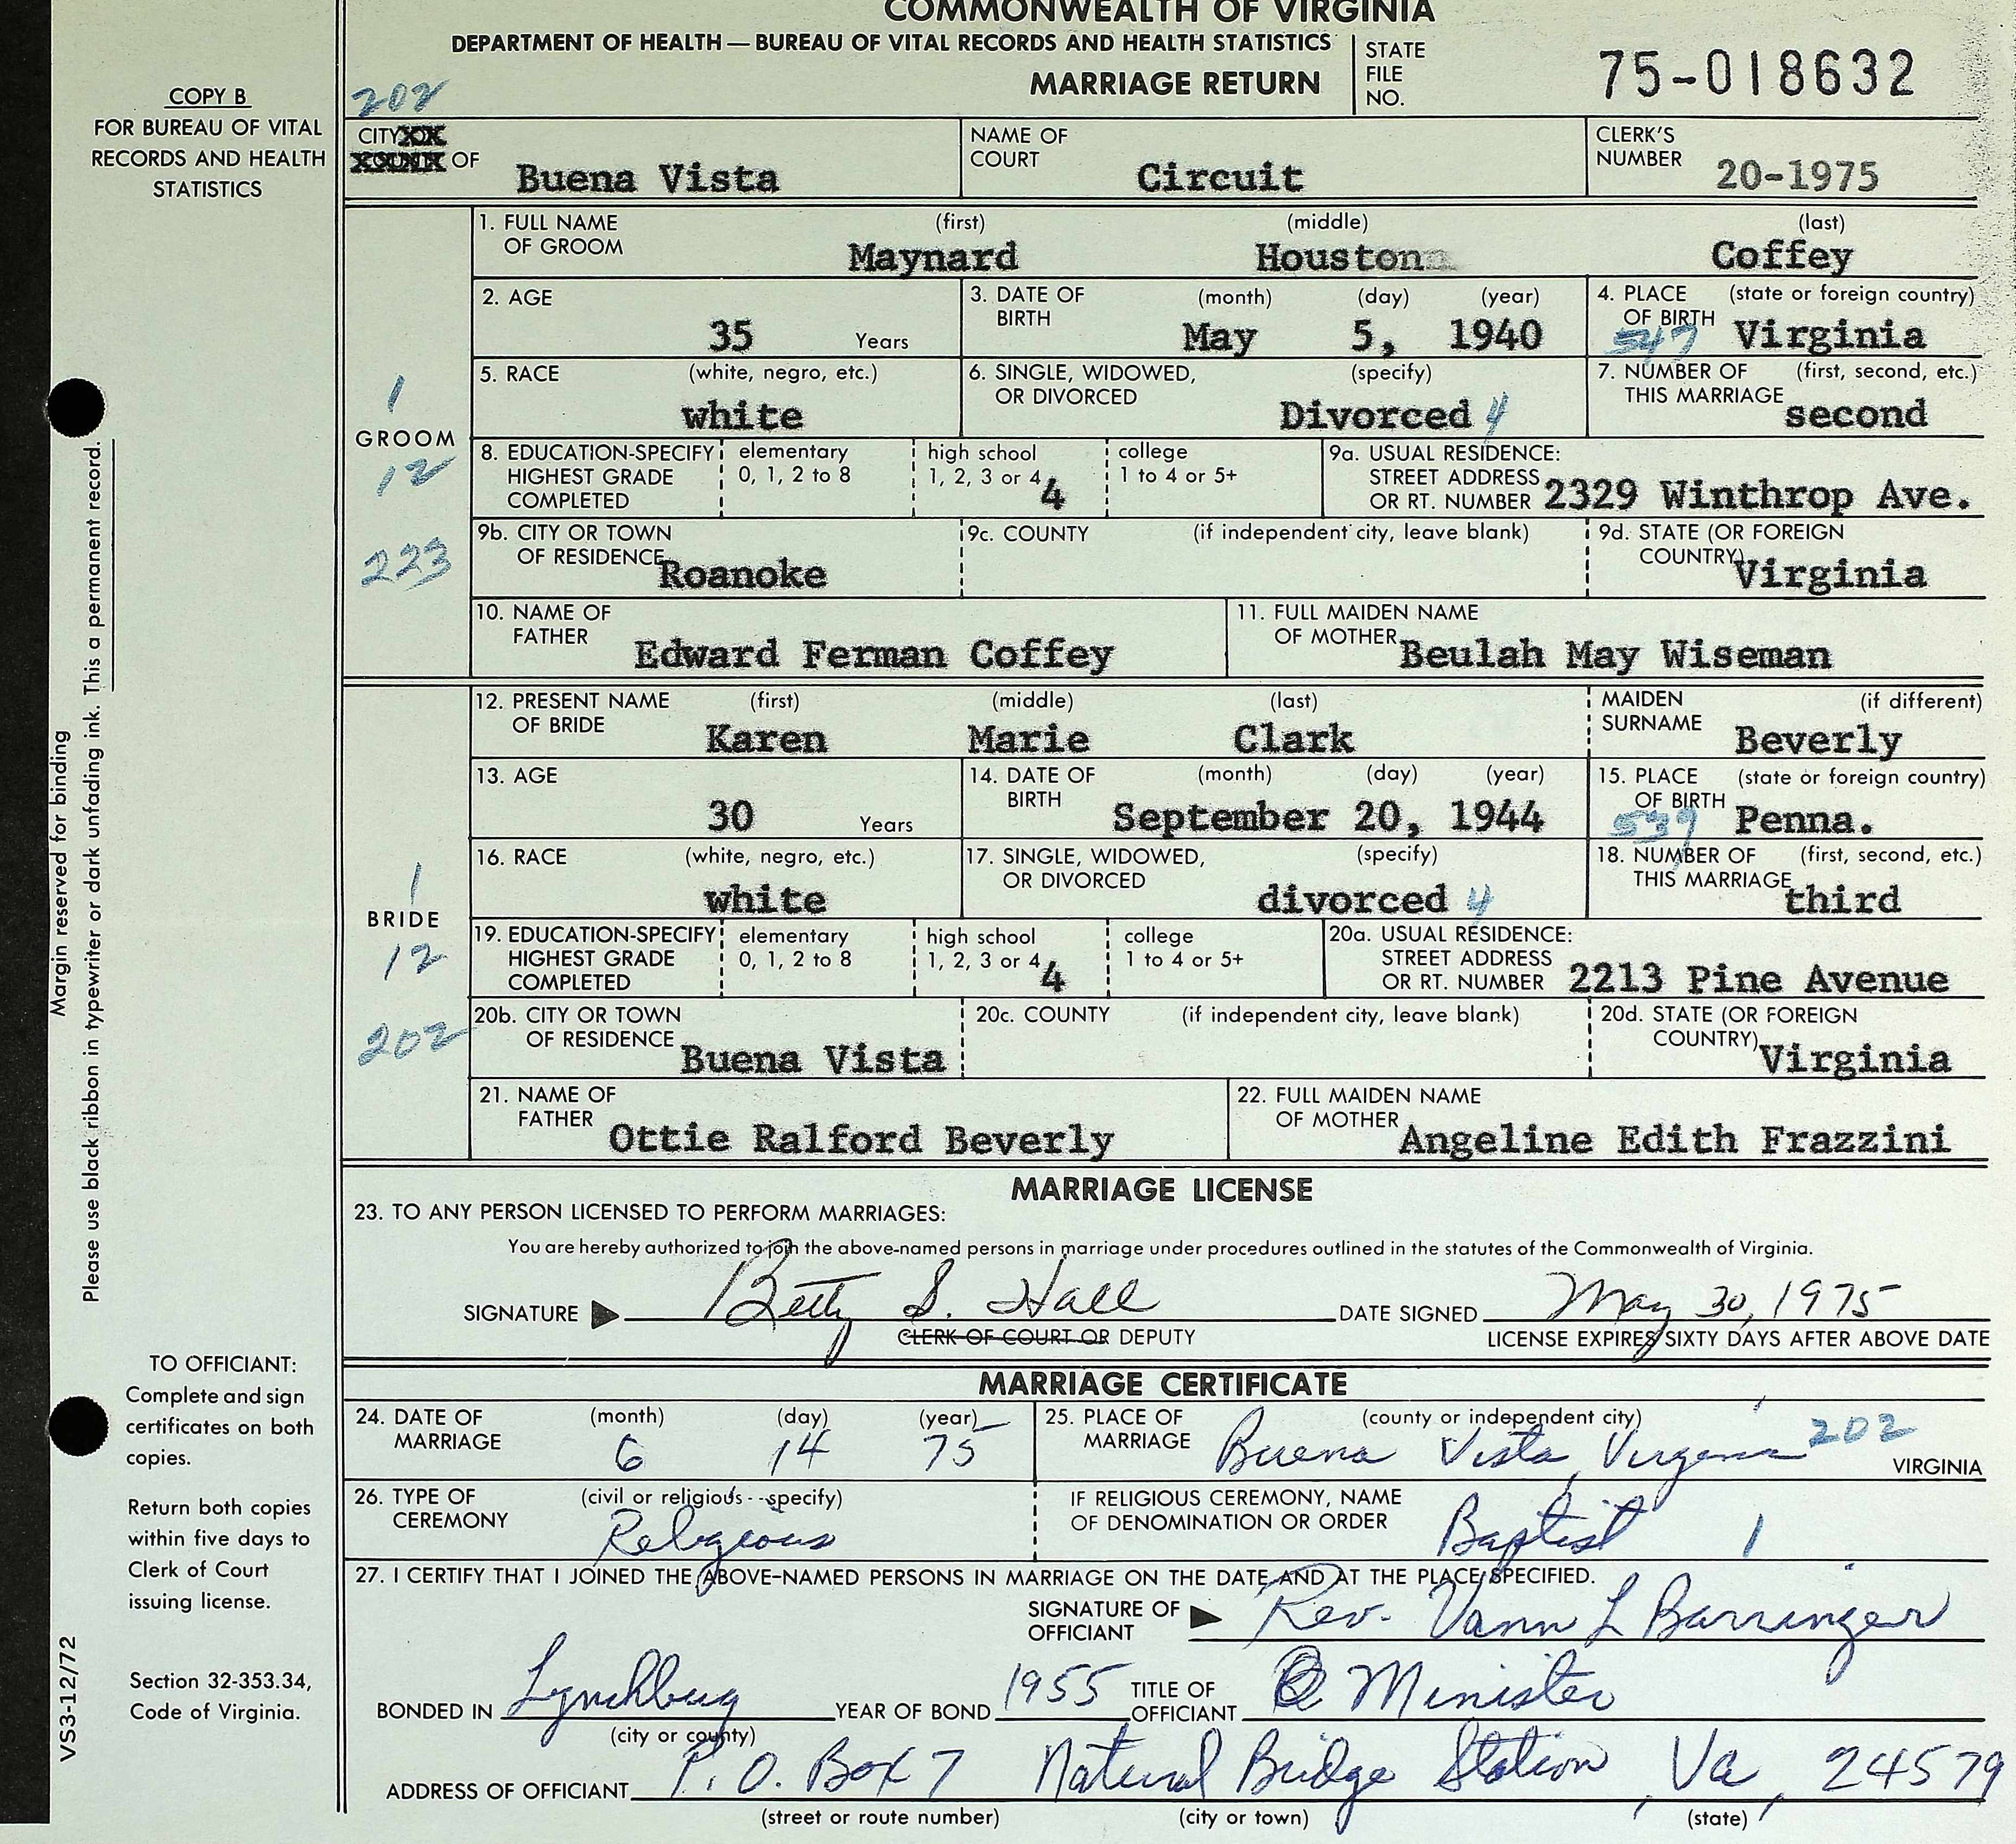 COMMONWEALTH OF VIRGINIA
DEPARTMENT OF HEALTH — BUREAU OF VITAL RECORDS AND HEALTH STATISTICS
MARRIAGE RETURN
STATE FILE NO. 75-018632
COPY B
FOR BUREAU OF VITAL
RECORDS AND HEALTH
STATISTICS
202
CITY XX
XXXXX OF Buena Vista
NAME OF COURT Circuit
CLERK'S NUMBER 20-1975
1. FULL NAME OF GROOM (first) Maynard (middle) Houston (last) Coffey
2. AGE 35 Years
3. DATE OF BIRTH (month) (day) (year) May 5, 1940
4. PLACE OF BIRTH (state or foreign country) 547 Virginia
5. RACE (white, negro, etc.) white
6. SINGLE, WIDOWED, OR DIVORCED (specify) Divorced 4
7. NUMBER OF THIS MARRIAGE (first, second, etc.) second
1
GROOM
12
223
8. EDUCATION-SPECIFY HIGHEST GRADE COMPLETED elementary 0, 1, 2 to 8 high school 1, 2, 3 or 4 4 college 1 to 4 or 5+
9a. USUAL RESIDENCE: STREET ADDRESS OR RT. NUMBER 2329 Winthrop Ave.
9b. CITY OR TOWN OF RESIDENCE Roanoke
9c. COUNTY (if independent city, leave blank)
9d. STATE (OR FOREIGN COUNTRY) Virginia
10. NAME OF FATHER Edward Ferman Coffey
11. FULL MAIDEN NAME OF MOTHER Beulah May Wiseman
12. PRESENT NAME OF BRIDE (first) Karen (middle) Marie (last) Clark
MAIDEN SURNAME (if different) Beverly
13. AGE 30 Years
14. DATE OF BIRTH (month) (day) (year) September 20, 1944
15. PLACE OF BIRTH (state or foreign country) 539 Penna.
16. RACE (white, negro, etc.) white
17. SINGLE, WIDOWED, OR DIVORCED (specify) divorced 4
18. NUMBER OF THIS MARRIAGE (first, second, etc.) third
1
BRIDE
12
202
19. EDUCATION-SPECIFY HIGHEST GRADE COMPLETED elementary 0, 1, 2 to 8 high school 1, 2, 3 or 4 4 college 1 to 4 or 5+
20a. USUAL RESIDENCE: STREET ADDRESS OR RT. NUMBER 2213 Pine Avenue
20b. CITY OR TOWN OF RESIDENCE Buena Vista
20c. COUNTY (if independent city, leave blank)
20d. STATE (OR FOREIGN COUNTRY) Virginia
21. NAME OF FATHER Ottie Ralford Beverly
22. FULL MAIDEN NAME OF MOTHER Angeline Edith Frazzini
MARRIAGE LICENSE
23. TO ANY PERSON LICENSED TO PERFORM MARRIAGES:
You are hereby authorized to join the above-named persons in marriage under procedures outlined in the statutes of the Commonwealth of Virginia.
SIGNATURE Betty S. Hall DATE SIGNED May 30, 1975
CLERK OF COURT OR DEPUTY
LICENSE EXPIRES SIXTY DAYS AFTER ABOVE DATE
MARRIAGE CERTIFICATE
24. DATE OF MARRIAGE (month) 6 (day) 14 (year) 75
25. PLACE OF MARRIAGE (county or independent city) Buena Vista, Virginia 202 VIRGINIA
26. TYPE OF CEREMONY (civil or religious--specify) Religious
IF RELIGIOUS CEREMONY, NAME OF DENOMINATION OR ORDER Baptist 1
27. I CERTIFY THAT I JOINED THE ABOVE-NAMED PERSONS IN MARRIAGE ON THE DATE AND AT THE PLACE SPECIFIED.
SIGNATURE OF OFFICIANT Rev. Vann L Barringer
BONDED IN Lynchburg (city or county) YEAR OF BOND 1955 TITLE OF OFFICIANT Minister
ADDRESS OF OFFICIANT P. O. Box 7 Natural Bridge Station, Va, 24579
(street or route number) (city or town) (state)
Margin reserved for binding
Please use black ribbon in typewriter or dark unfading ink. This a permanent record.
TO OFFICIANT:
Complete and sign
certificates on both
copies.
Return both copies
within five days to
Clerk of Court
issuing license.
Section 32-353.34,
Code of Virginia.
VS3-12/72